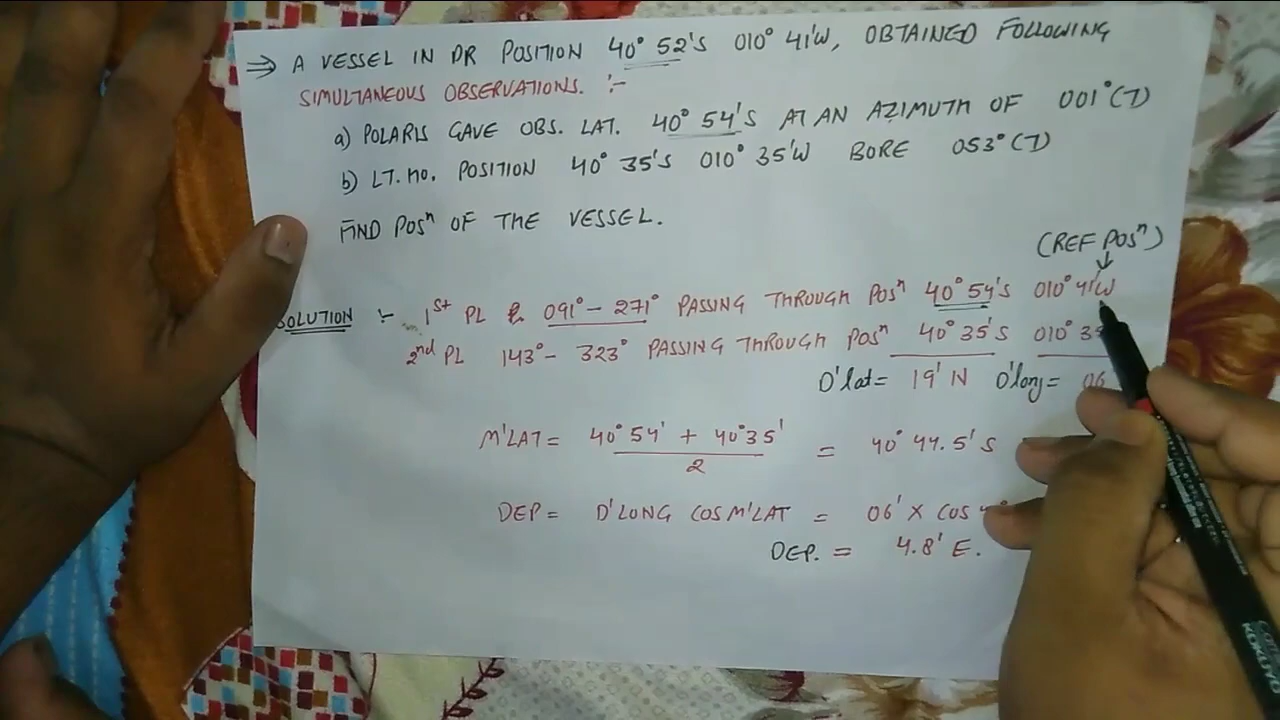 ⇒ A VESSEL IN DR POSITION 40° 52'S 010° 41'W, OBTAINED FOLLOWING
SIMULTANEOUS OBSERVATIONS. :-
a) POLARIS GAVE OBS. LAT. 40° 54'S AT AN AZIMUTH OF 001°(T)
b) LT. HO. POSITION 40° 35'S 010° 35'W BORE 053°(T)
FIND POSⁿ OF THE VESSEL.
(REF POSⁿ)
↓
SOLUTION :- 1ST PL 091° - 271° PASSING THROUGH POSⁿ 40° 54'S 010° 41'W
2nd PL 143° - 323° PASSING THROUGH POSⁿ 40° 35'S 010°
D'lat = 19' N D'long = 06
M'LAT = 40° 54' + 40° 35' / 2 = 40° 44.5' S
DEP = D'LONG COS M'LAT = 06' X COS
DEP. = 4.8' E.